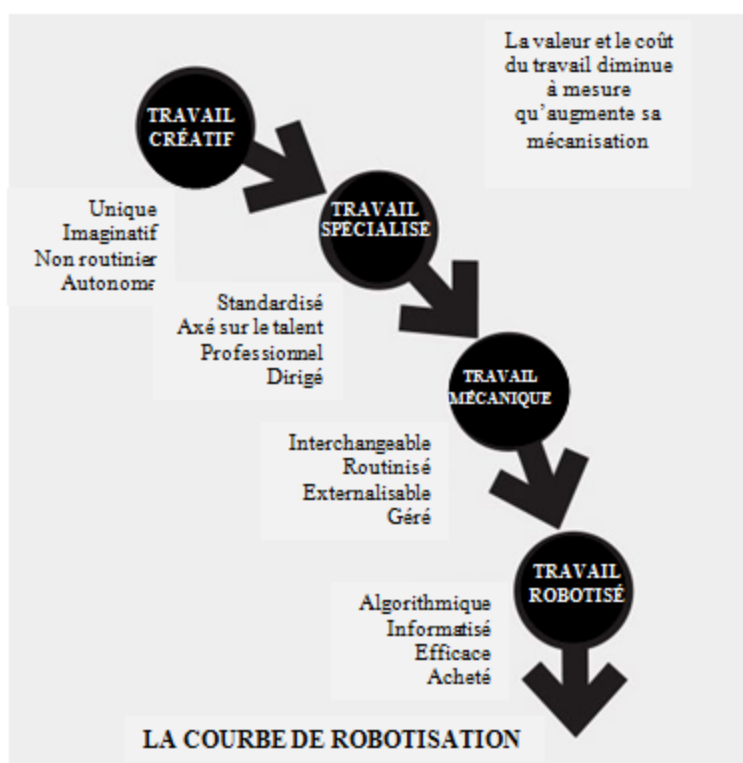 La valeur et le coût
du travail diminue
à mesure
qu'augmente sa
mécanisation
TRAVAIL
CRÉATIF
Unique
Imaginatif
Non routinier
Autonome
TRAVAIL
SPÉCIALISÉ
Standardisé
Axé sur le talent
Professionnel
Dirigé
TRAVAIL
MÉCANIQUE
Interchangeable
Routinisé
Externalisable
Géré
TRAVAIL
ROBOTISÉ
Algorithmique
Informatisé
Efficace
Acheté
LA COURBE DE ROBOTISATION